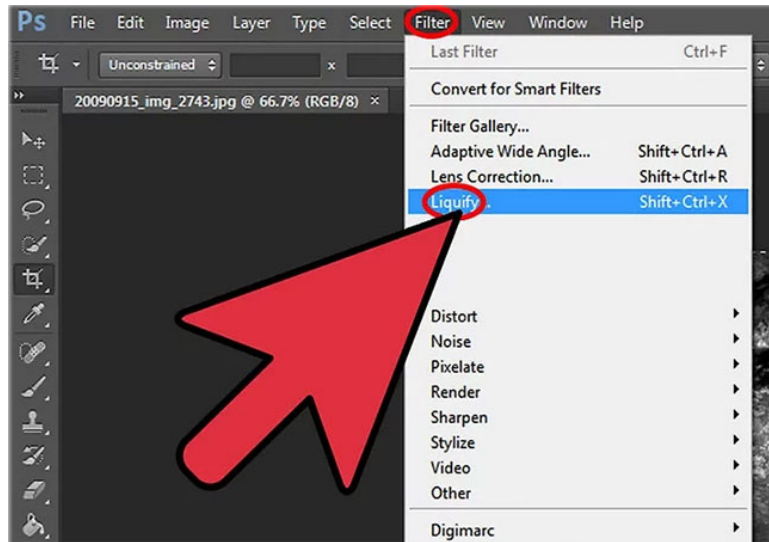 Ps File Edit Image Layer Type Select Filter View Window Help
Unconstrained x
20090915_img_2743.jpg @ 66.7% (RGB/8) ×
Last Filter Ctrl+F
Convert for Smart Filters
Filter Gallery...
Adaptive Wide Angle... Shift+Ctrl+A
Lens Correction... Shift+Ctrl+R
Liquify... Shift+Ctrl+X
Distort
Noise
Pixelate
Render
Sharpen
Stylize
Video
Other
Digimarc